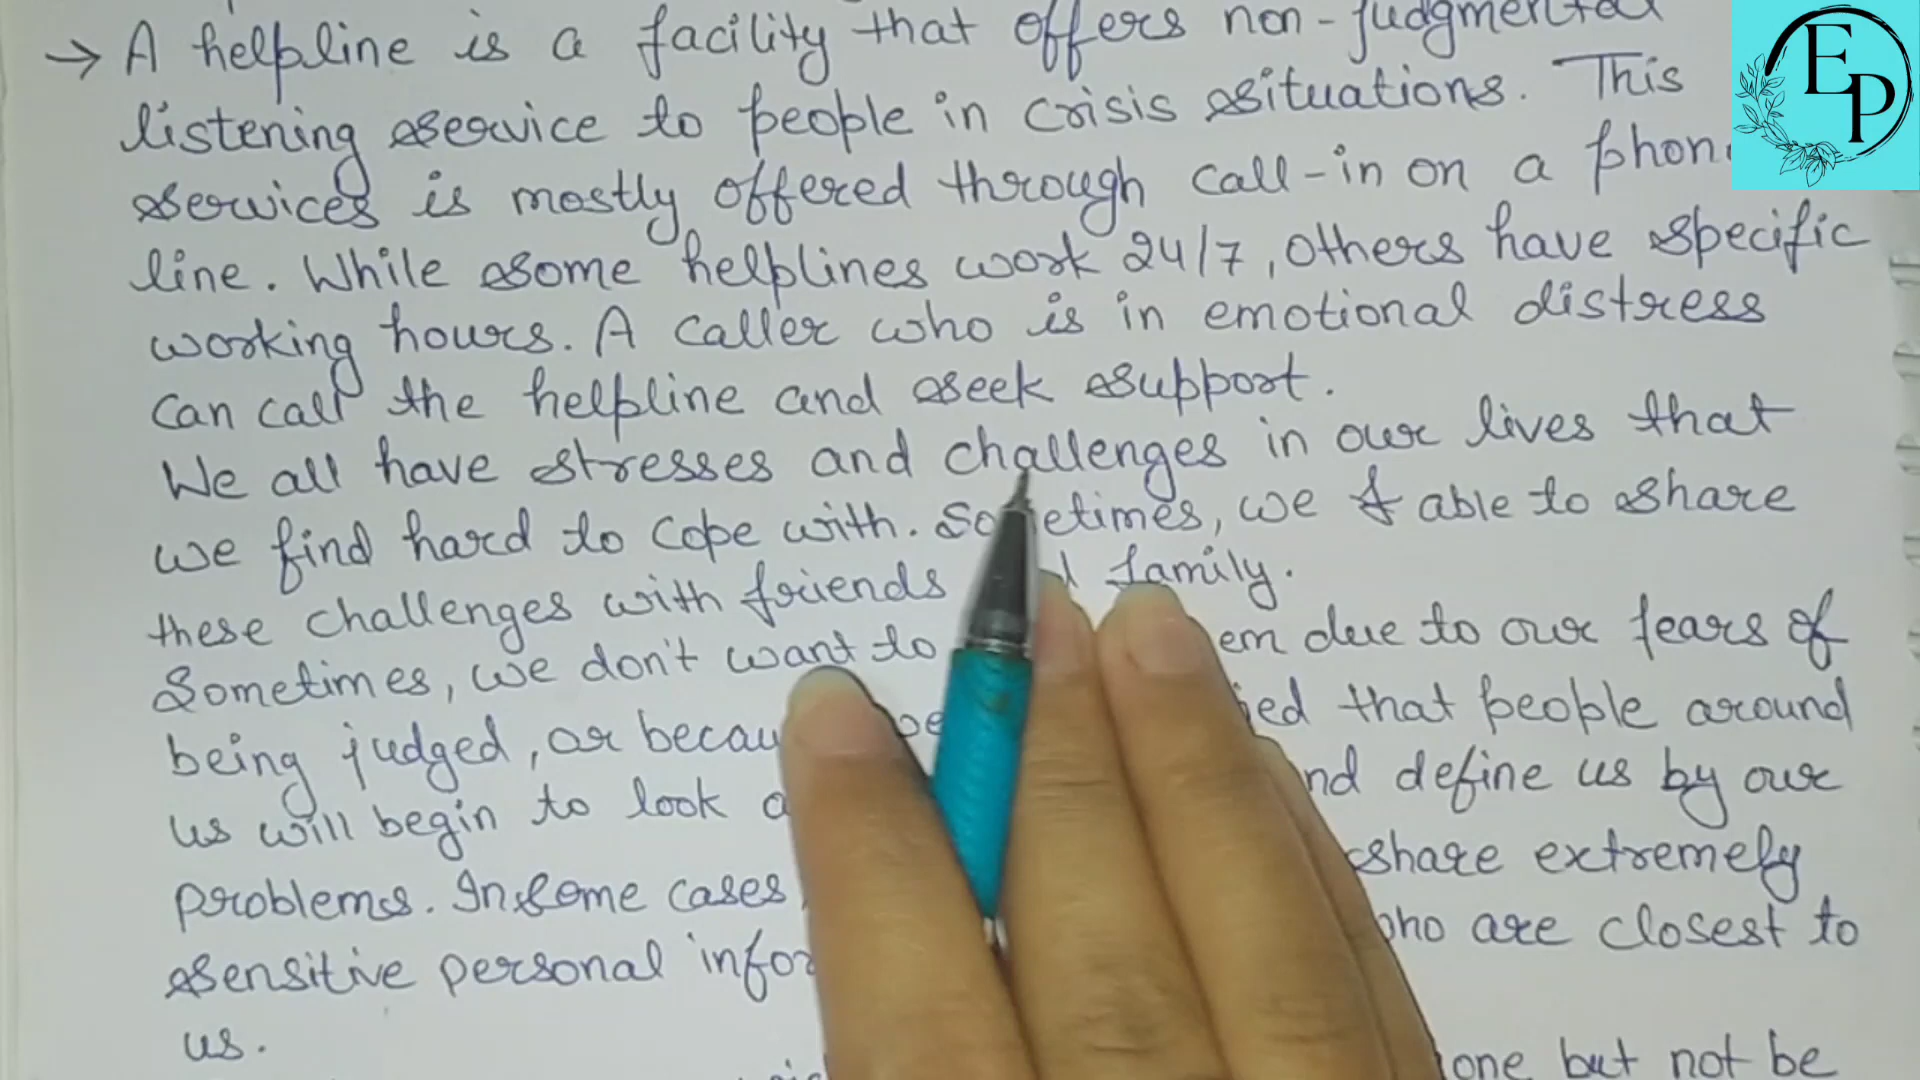 → A helpline is a facility that offers non-judgmental
listening service to people in crisis situations. This
services is mostly offered through call-in on a phon
line. While some helplines work 24/7, others have specific
working hours. A caller who is in emotional distress
can call the helpline and seek support.
We all have stresses and challenges in our lives that
we find hard to cope with. Sometimes, we able to share
these challenges with friends family.
Sometimes, we don't want to em due to our fears of
being judged, or becau we ied that people around
us will begin to look a nd define us by our
problems. In some cases share extremely
sensitive personal infor who are closest to
us.
one but not be
EP